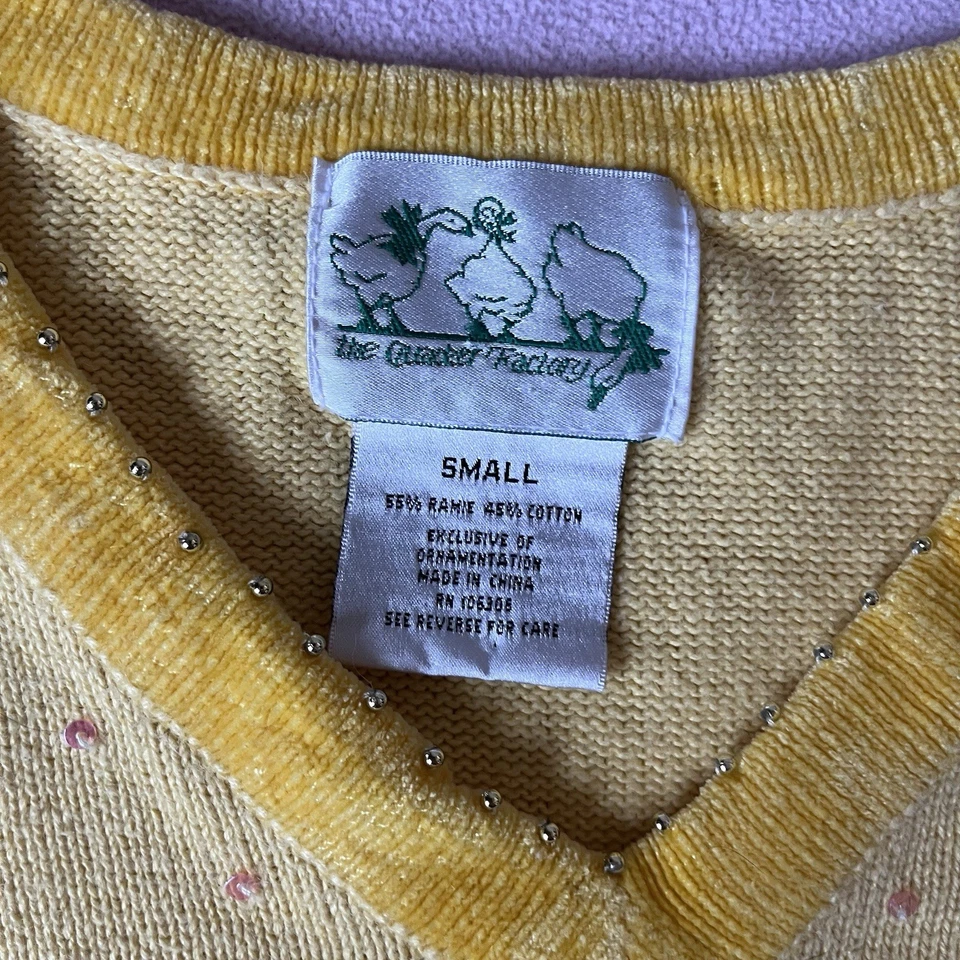 the Quacker Factory
SMALL
55% RAMIE 45% COTTON
EXCLUSIVE OF
ORNAMENTATION
MADE IN CHINA
RN 106308
SEE REVERSE FOR CARE